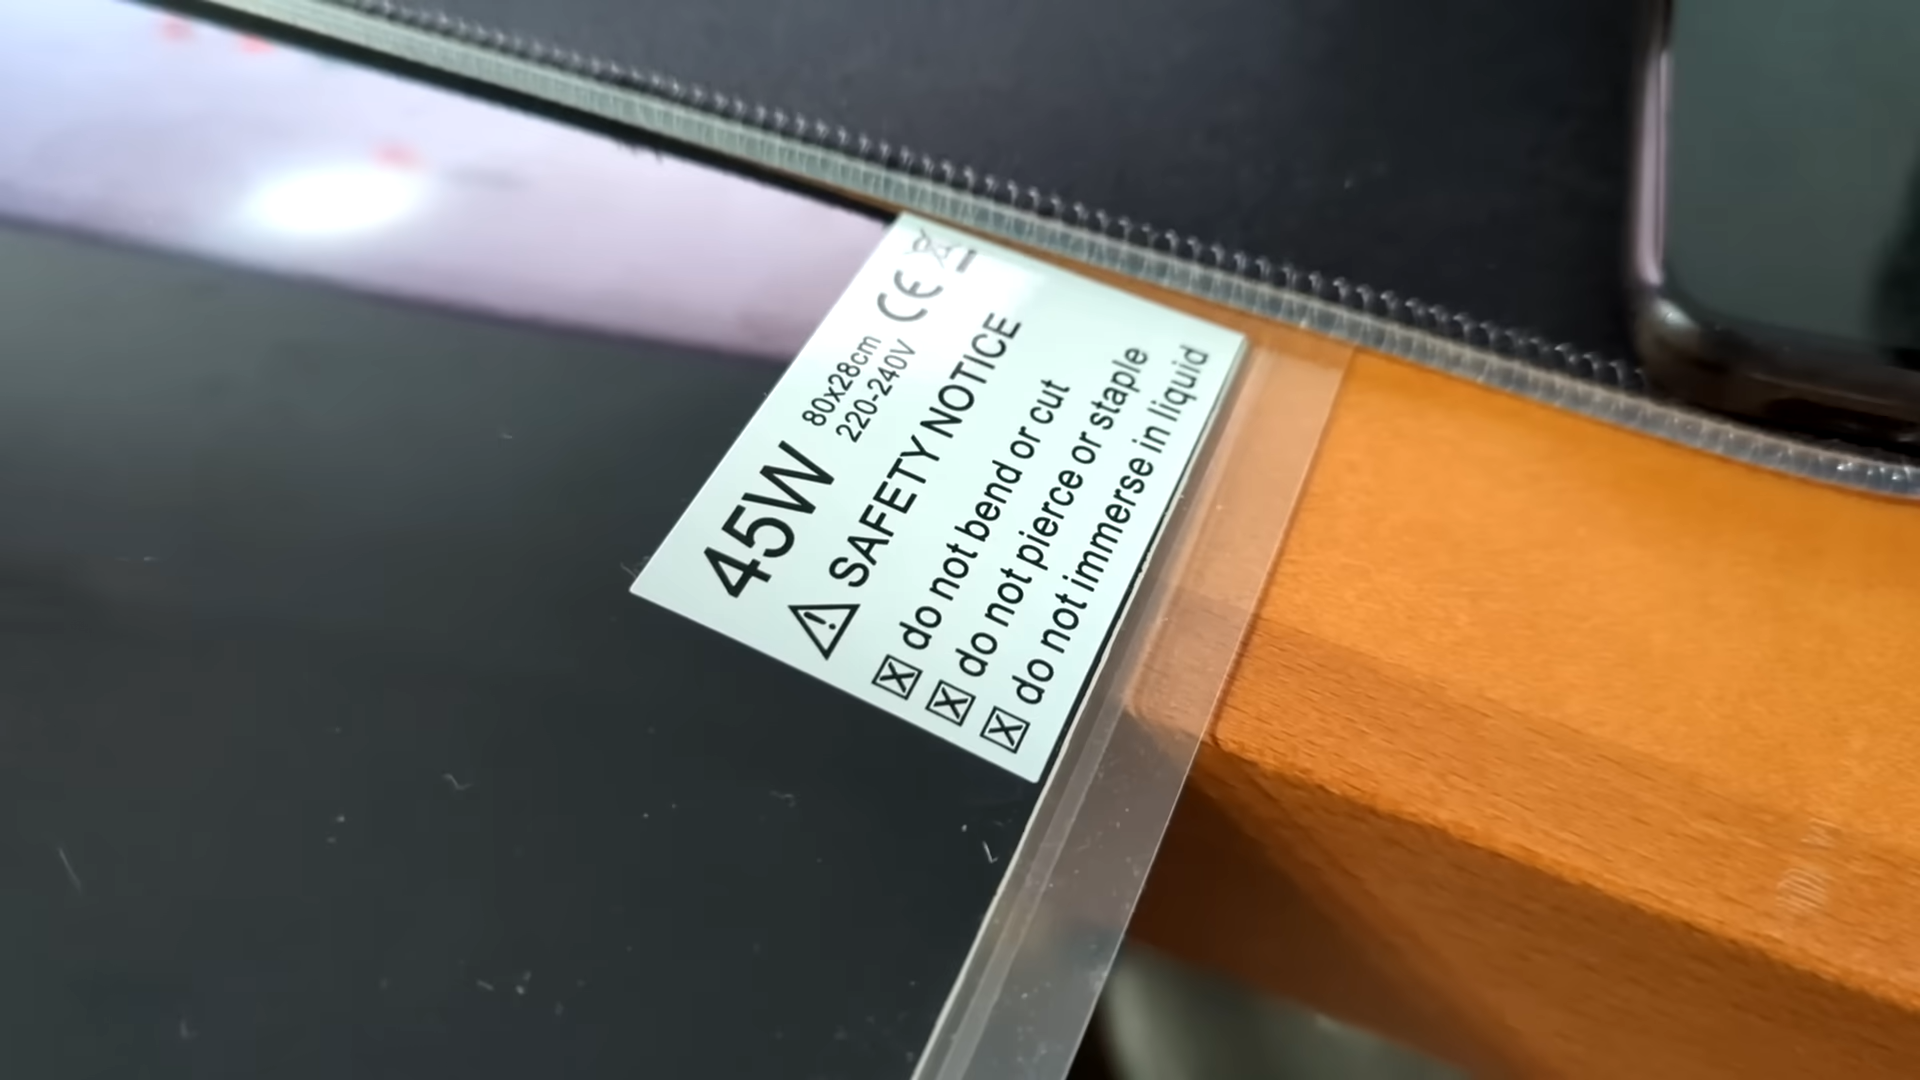 45W
80x28cm
220-240V
CE
SAFETY NOTICE
do not bend or cut
do not pierce or staple
do not immerse in liquid